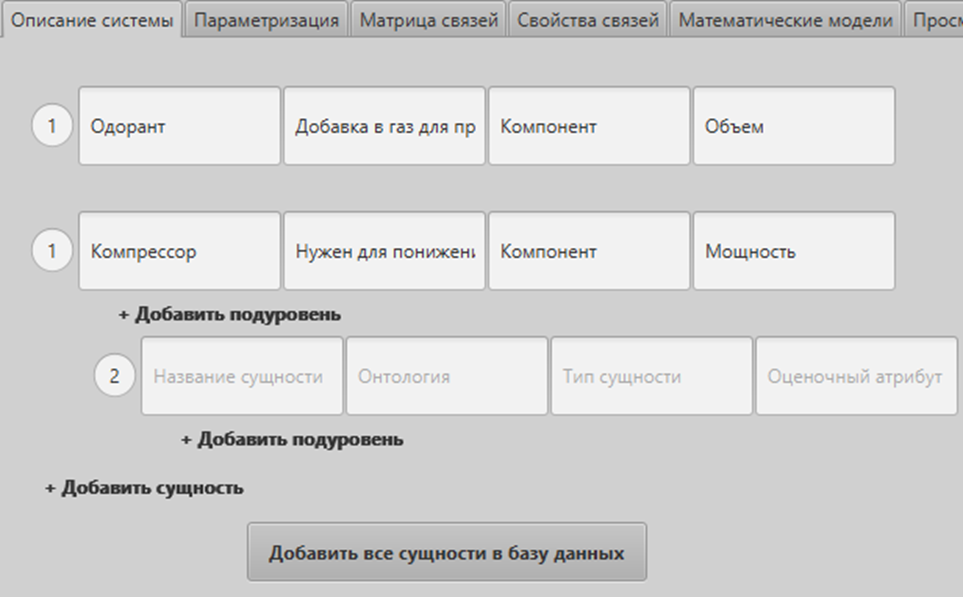 Описание системы Параметризация Матрица связей Свойства связей Математические модели Просм
1 Одорант Добавка в газ для пр Компонент Объем
1 Компрессор Нужен для понижени Компонент Мощность
+ Добавить подуровень
2 Название сущности Онтология Тип сущности Оценочный атрибут
+ Добавить подуровень
+ Добавить сущность
Добавить все сущности в базу данных